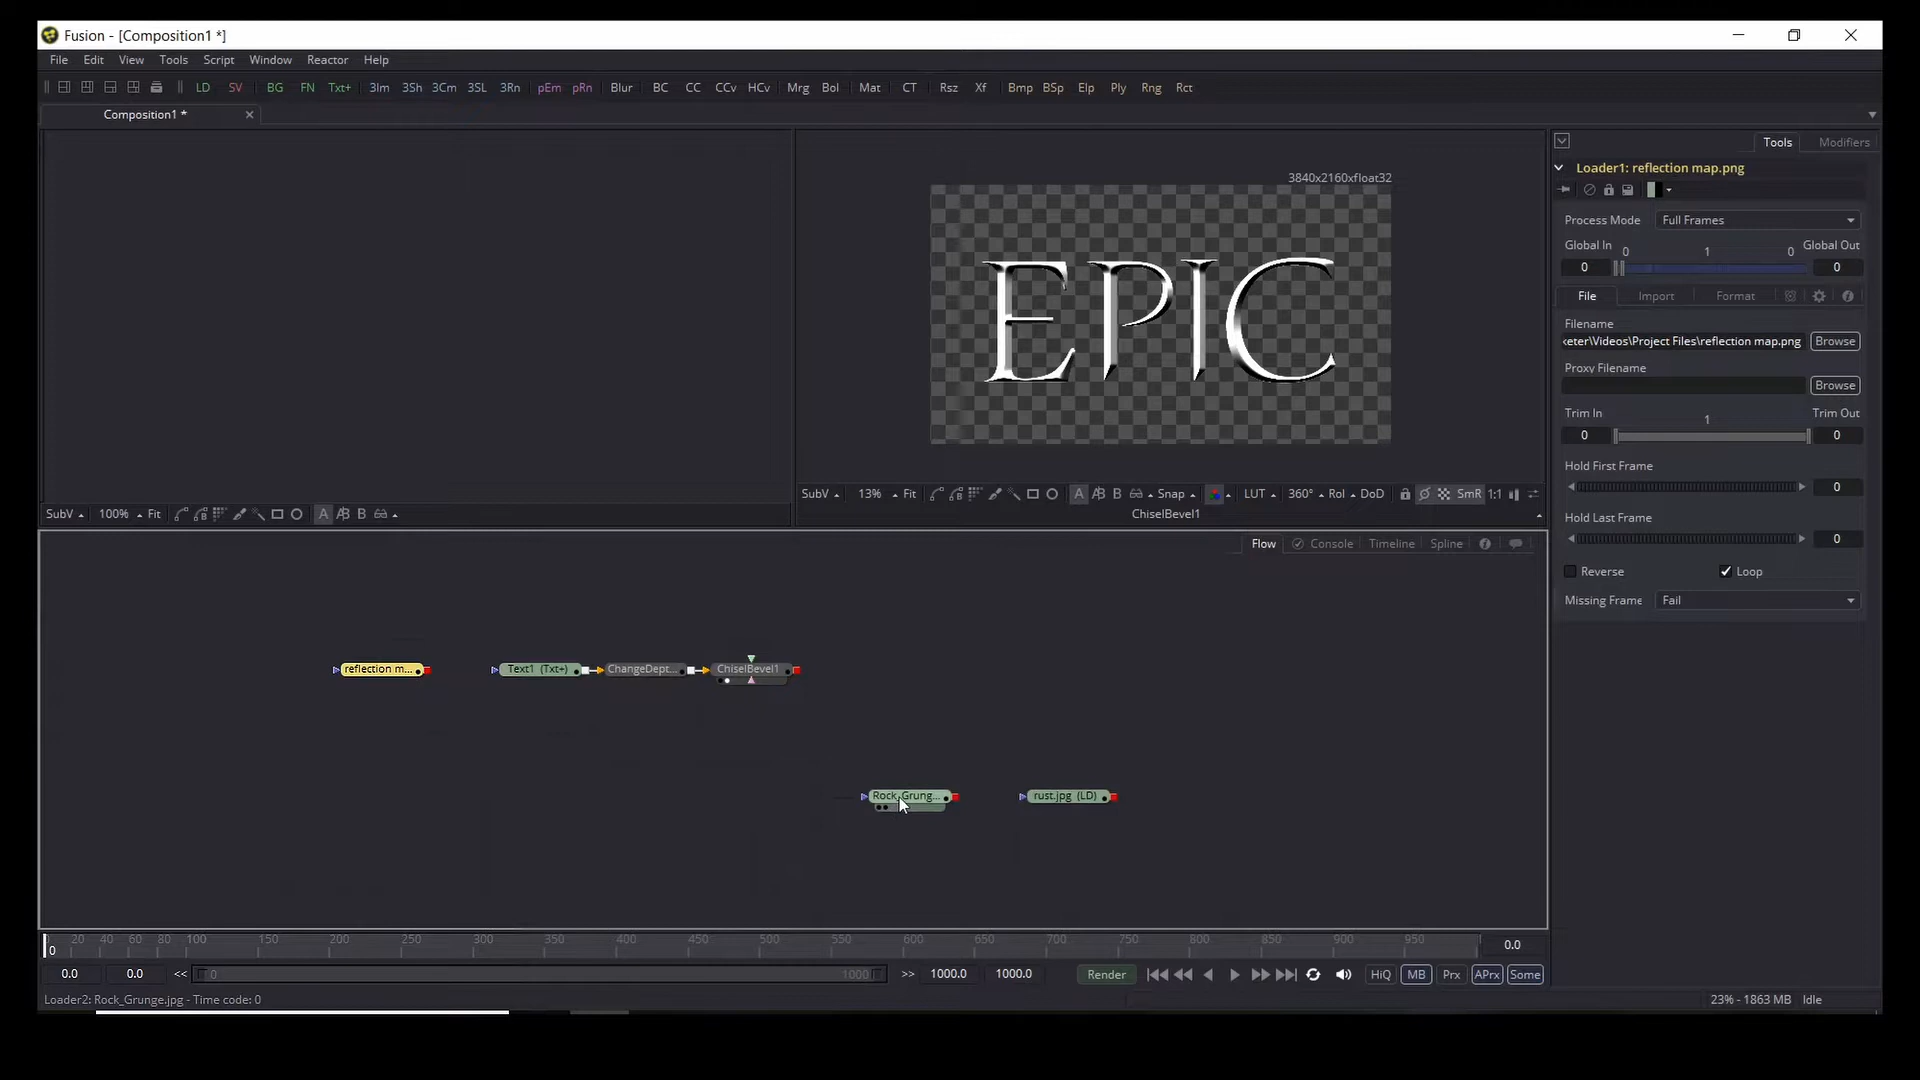 Fusion - [Composition1 *]
File Edit View Tools Script Window Reactor Help
LD SV BG FN Txt+ 3Im 3Sh 3Cm 3SL 3Rn pEm pRn Blur BC CC CCv HCv Mrg Bol Mat CT Rsz Xf Bmp BSp Elp Ply Rng Rct
Composition1 *
Tools Modifiers
Loader1: reflection map.png
3840x2160xfloat32
EPIC
Process Mode Full Frames
Global In 0 1 0 Global Out
0 0
File Import Format
Filename
keter\Videos\Project Files\reflection map.png Browse
Proxy Filename
Browse
Trim In 1 Trim Out
0 0
Hold First Frame
0
Hold Last Frame
0
Reverse Loop
Missing Frame Fail
SubV 100% Fit A B
SubV 13% Fit A B Snap LUT 360° RoI DoD SmR 1:1
ChiselBevel1
Flow Console Timeline Spline
reflection m... Text1 (Txt+) ChangeDept... ChiselBevel1
Rock_Grung... rust.jpg (LD)
0 20 40 60 80 100 150 200 250 300 350 400 450 500 550 600 650 700 750 800 850 900 950 0.0
0.0 0.0 << 0 1000 >> 1000.0 1000.0 Render HiQ MB Prx APrx Some
Loader2: Rock_Grunge.jpg - Time code: 0 23% - 1863 MB Idle